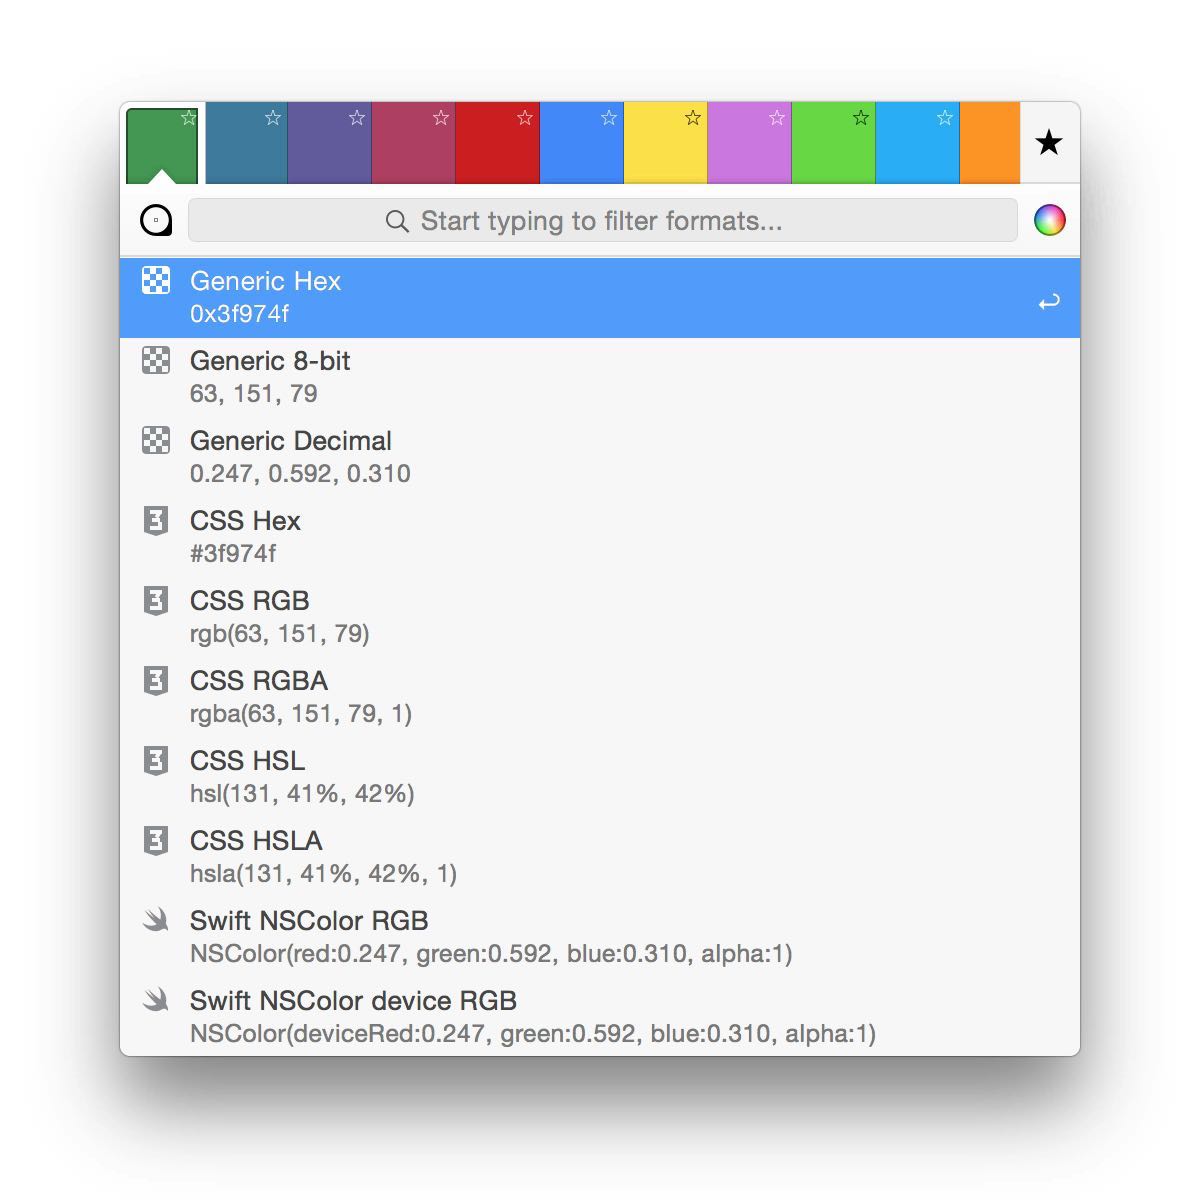 Start typing to filter formats...
Generic Hex
0x3f974f
Generic 8-bit
63, 151, 79
Generic Decimal
0.247, 0.592, 0.310
CSS Hex
#3f974f
CSS RGB
rgb(63, 151, 79)
CSS RGBA
rgba(63, 151, 79, 1)
CSS HSL
hsl(131, 41%, 42%)
CSS HSLA
hsla(131, 41%, 42%, 1)
Swift NSColor RGB
NSColor(red:0.247, green:0.592, blue:0.310, alpha:1)
Swift NSColor device RGB
NSColor(deviceRed:0.247, green:0.592, blue:0.310, alpha:1)